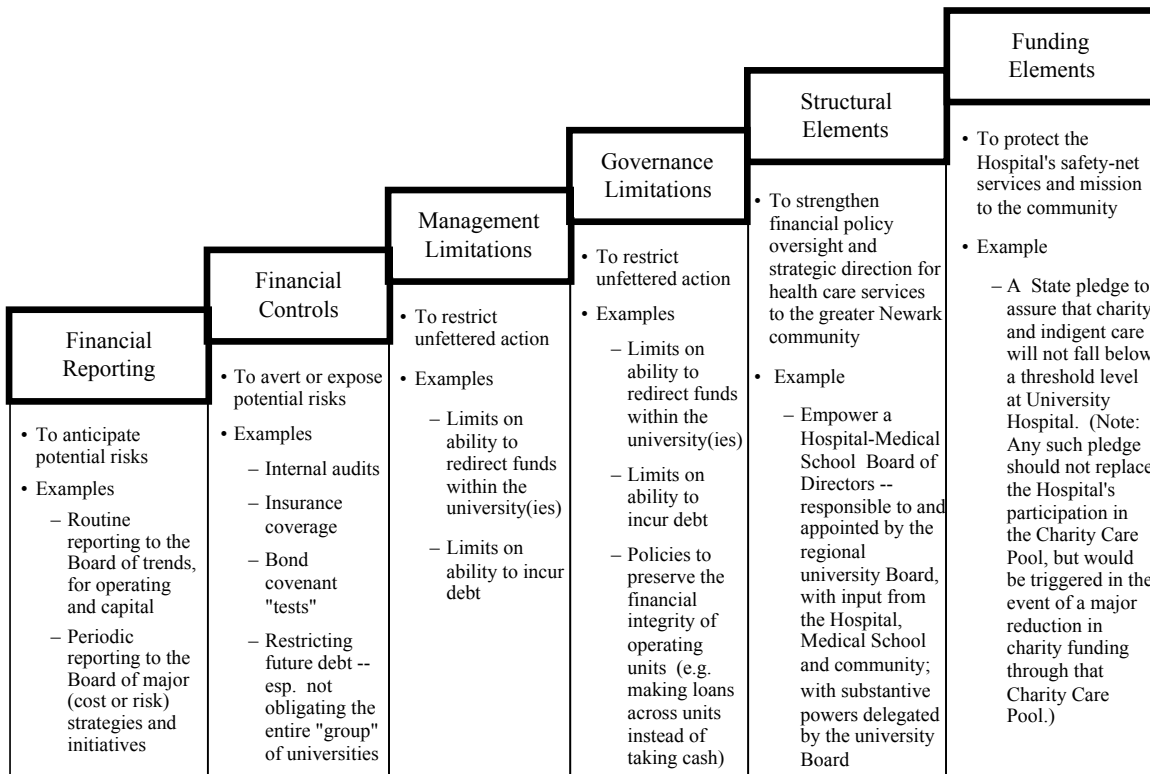 Financial
Reporting
• To anticipate
potential risks
• Examples
– Routine
reporting to the
Board of trends,
for operating
and capital
– Periodic
reporting to the
Board of major
(cost or risk)
strategies and
initiatives
Financial
Controls
• To avert or expose
potential risks
• Examples
– Internal audits
– Insurance
coverage
– Bond
covenant
"tests"
– Restricting
future debt --
esp. not
obligating the
entire "group"
of universities
Management
Limitations
• To restrict
unfettered action
• Examples
– Limits on
ability to
redirect funds
within the
university(ies)
– Limits on
ability to incur
debt
Governance
Limitations
• To restrict
unfettered action
• Examples
– Limits on
ability to
redirect funds
within the
university(ies)
– Limits on
ability to
incur debt
– Policies to
preserve the
financial
integrity of
operating
units (e.g.
making loans
across units
instead of
taking cash)
Structural
Elements
• To strengthen
financial policy
oversight and
strategic direction for
health care services
to the greater Newark
community
• Example
– Empower a
Hospital-Medical
School Board of
Directors --
responsible to and
appointed by the
regional
university Board,
with input from
the Hospital,
Medical School
and community;
with substantive
powers delegated
by the university
Board
Funding
Elements
• To protect the
Hospital's safety-net
services and mission
to the community
• Example
– A State pledge to
assure that charity
and indigent care
will not fall below
a threshold level
at University
Hospital. (Note:
Any such pledge
should not replace
the Hospital's
participation in
the Charity Care
Pool, but would
be triggered in the
event of a major
reduction in
charity funding
through that
Charity Care
Pool.)